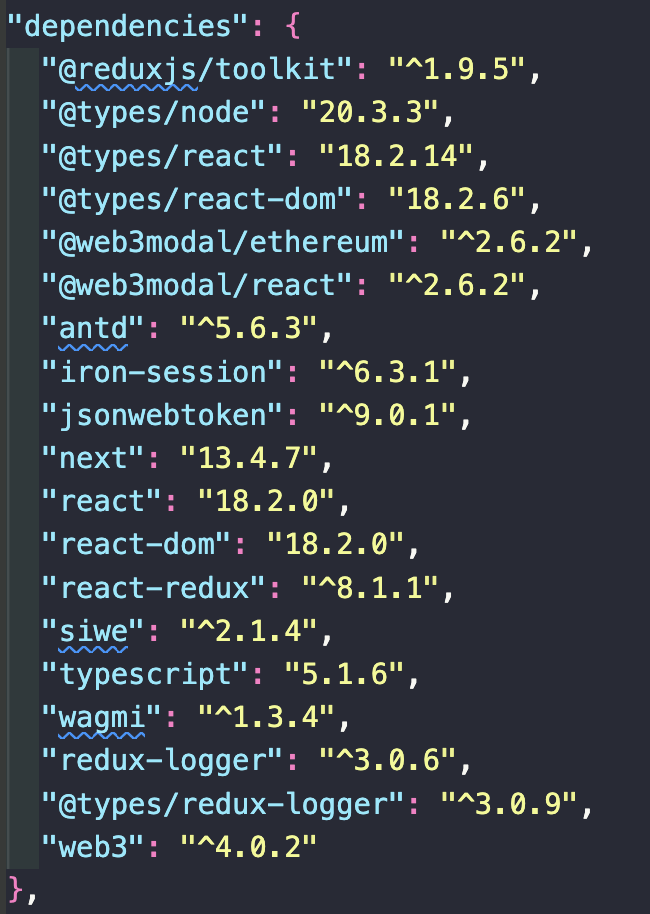 "dependencies": {
"@reduxjs/toolkit": "^1.9.5",
"@types/node": "20.3.3",
"@types/react": "18.2.14",
"@types/react-dom": "18.2.6",
"@web3modal/ethereum": "^2.6.2",
"@web3modal/react": "^2.6.2",
"antd": "^5.6.3",
"iron-session": "^6.3.1",
"jsonwebtoken": "^9.0.1",
"next": "13.4.7",
"react": "18.2.0",
"react-dom": "18.2.0",
"react-redux": "^8.1.1",
"siwe": "^2.1.4",
"typescript": "5.1.6",
"wagmi": "^1.3.4",
"redux-logger": "^3.0.6",
"@types/redux-logger": "^3.0.9",
"web3": "^4.0.2"
},